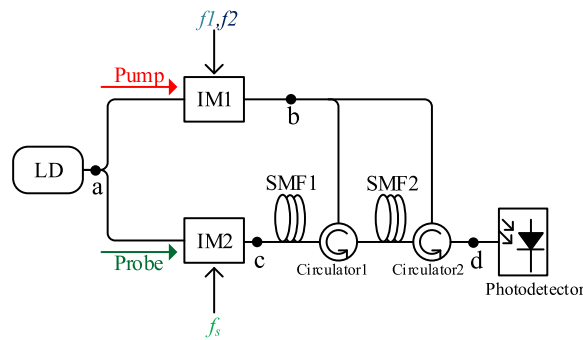 f1,f2
Pump
IM1
b
LD
a
SMF1
SMF2
IM2
c
d
Circulator1
Circulator2
Probe
Photodetector
fs